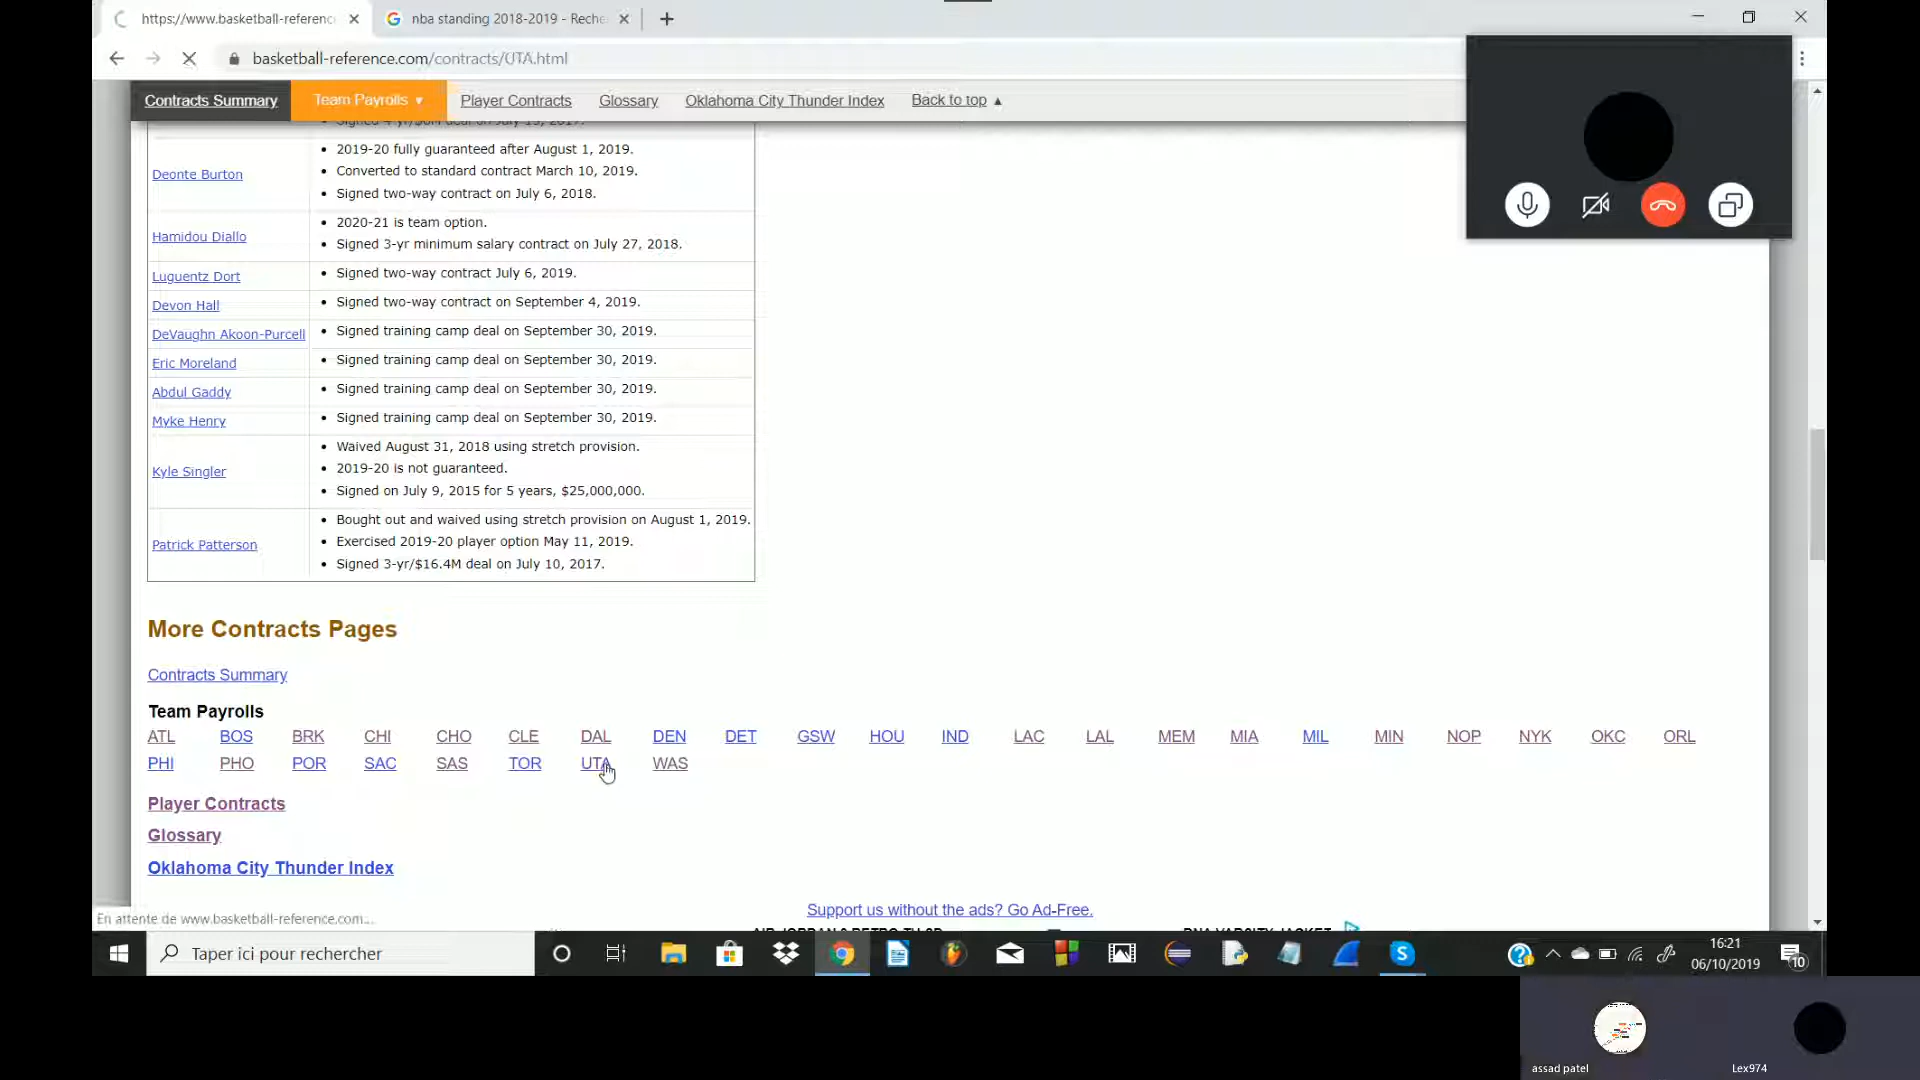 https://www.basketball-referenc
nba standing 2018-2019 - Reche
basketball-reference.com/contracts/UTA.html
Contracts Summary Team Payrolls ▼ Player Contracts Glossary Oklahoma City Thunder Index Back to top ▲
• Signed 4-yr/$6M deal on July 15, 2017.
• 2019-20 fully guaranteed after August 1, 2019.
Deonte Burton • Converted to standard contract March 10, 2019.
• Signed two-way contract on July 6, 2018.
• 2020-21 is team option.
Hamidou Diallo
• Signed 3-yr minimum salary contract on July 27, 2018.
Luguentz Dort • Signed two-way contract July 6, 2019.
Devon Hall • Signed two-way contract on September 4, 2019.
DeVaughn Akoon-Purcell • Signed training camp deal on September 30, 2019.
Eric Moreland • Signed training camp deal on September 30, 2019.
Abdul Gaddy • Signed training camp deal on September 30, 2019.
Myke Henry • Signed training camp deal on September 30, 2019.
• Waived August 31, 2018 using stretch provision.
Kyle Singler • 2019-20 is not guaranteed.
• Signed on July 9, 2015 for 5 years, $25,000,000.
• Bought out and waived using stretch provision on August 1, 2019.
Patrick Patterson • Exercised 2019-20 player option May 11, 2019.
• Signed 3-yr/$16.4M deal on July 10, 2017.
More Contracts Pages
Contracts Summary
Team Payrolls
ATL BOS BRK CHI CHO CLE DAL DEN DET GSW HOU IND LAC LAL MEM MIA MIL MIN NOP NYK OKC ORL
PHI PHO POR SAC SAS TOR UTA WAS
Player Contracts
Glossary
Oklahoma City Thunder Index
Support us without the ads? Go Ad-Free.
En attente de www.basketball-reference.com...
Taper ici pour rechercher
16:21
06/10/2019
10
assad patel Lex974